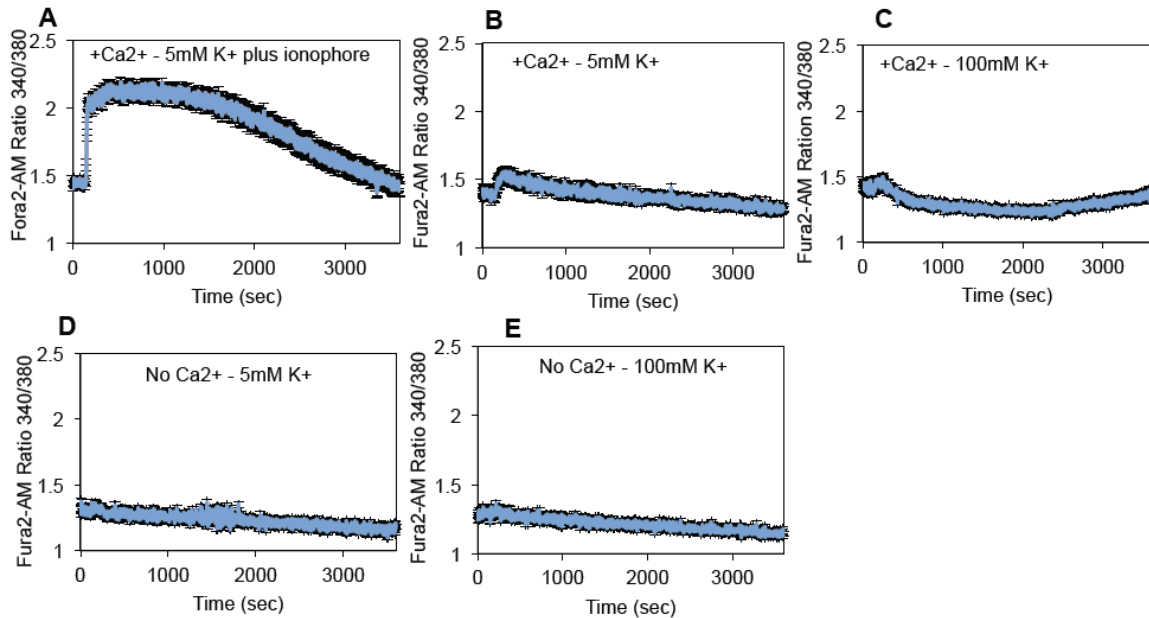 A
+Ca2+ - 5mM K+ plus ionophore
Fora2-AM Ratio 340/380
2.5
2
1.5
1
0
1000
2000
3000
Time (sec)
B
+Ca2+ - 5mM K+
Fura2-AM Ratio 340/380
2.5
2
1.5
1
0
1000
2000
3000
Time (sec)
C
+Ca2+ - 100mM K+
Fura2-AM Ration 340/380
2.5
2
1.5
1
0
1000
2000
3000
Time (sec)
D
No Ca2+ - 5mM K+
Fura2-AM Ratio 340/380
2.5
2
1.5
1
0
1000
2000
3000
Time (sec)
E
No Ca2+ - 100mM K+
Fura2-AM Ratio 340/380
2.5
2
1.5
1
0
1000
2000
3000
Time (sec)